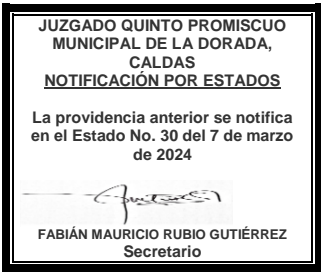 JUZGADO QUINTO PROMISCUO
MUNICIPAL DE LA DORADA,
CALDAS
NOTIFICACIÓN POR ESTADOS
La providencia anterior se notifica
en el Estado No. 30 del 7 de marzo
de 2024
FABIÁN MAURICIO RUBIO GUTIÉRREZ
Secretario